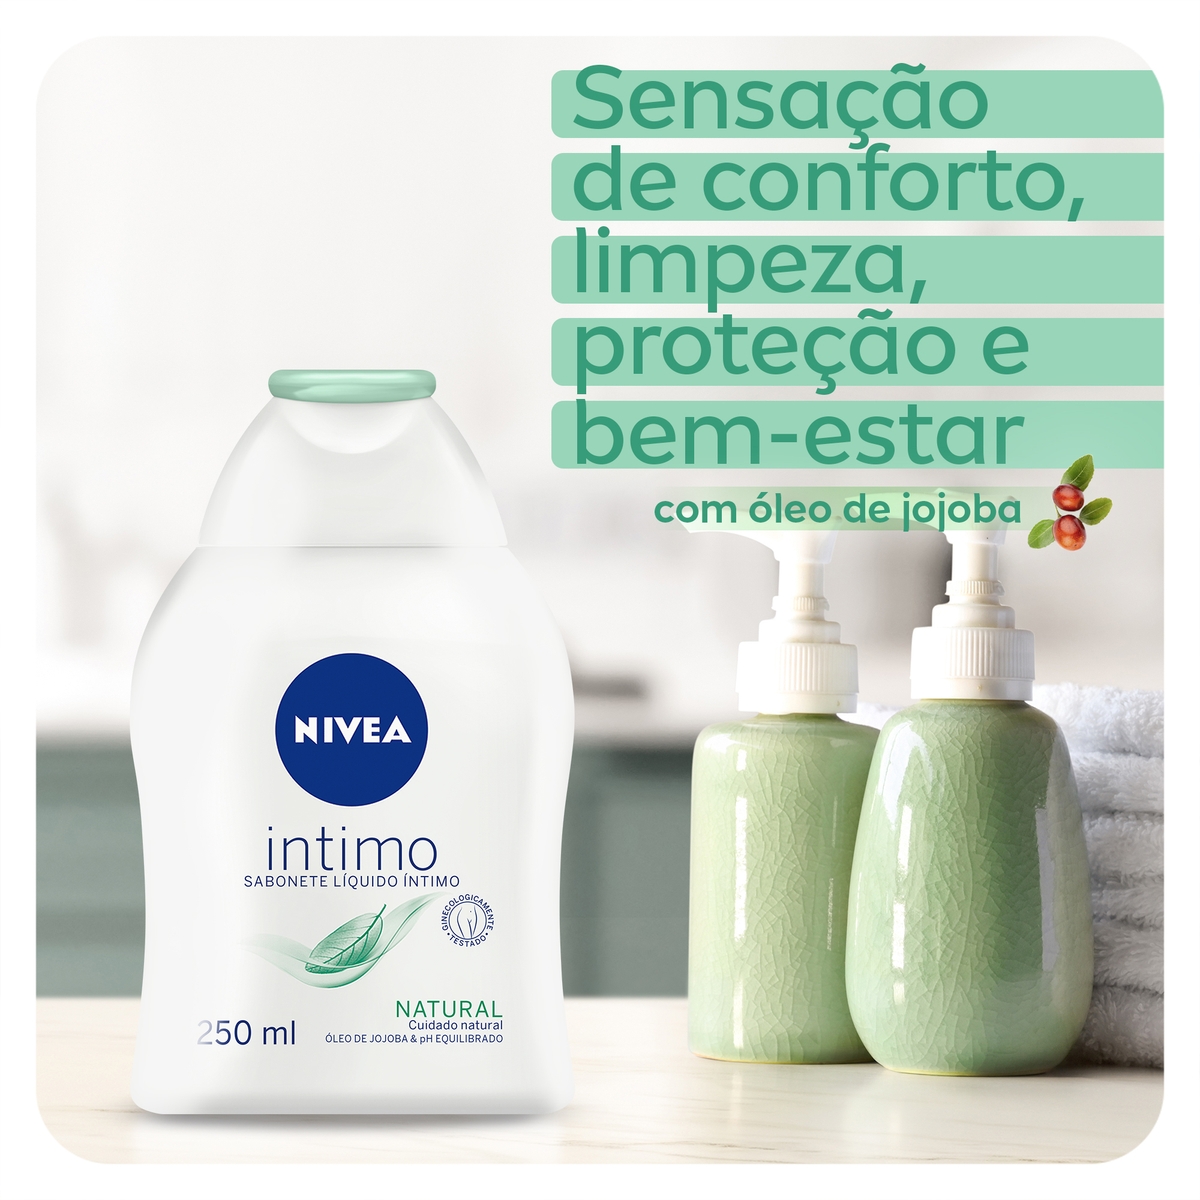 Sensação
de conforto,
limpeza,
proteção e
bem-estar
com óleo de jojoba
NIVEA
intimo
SABONETE LÍQUIDO ÍNTIMO
GINECOLOGICAMENTE
• TESTADO •
NATURAL
Cuidado natural
250 ml
ÓLEO DE JOJOBA & pH EQUILIBRADO